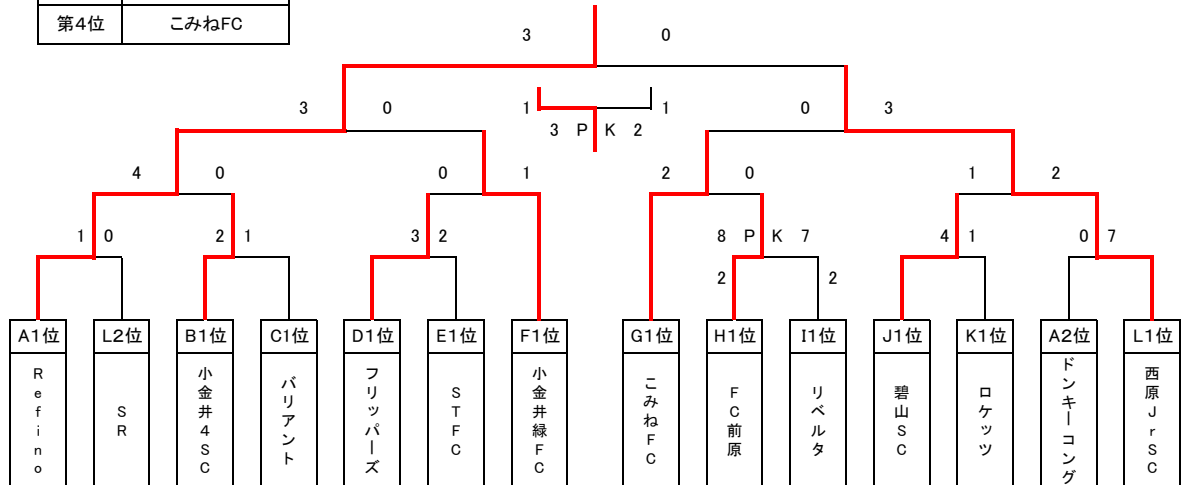 第4位 こみねFC
3 0
3 0 1 1 0 3
3 P K 2
4 0 0 1 2 0 1 2
1 0 2 1 3 2 8 P K 7 4 1 0 7
2 2
A1位 L2位 B1位 C1位 D1位 E1位 F1位 G1位 H1位 I1位 J1位 K1位 A2位 L1位
Refino
SR
小金井4SC
バリアント
フリッパーズ
STFC
小金井緑FC
こみねFC
FC前原
リベルタ
碧山SC
ロケッツ
ドンキーコング
西原JrSC